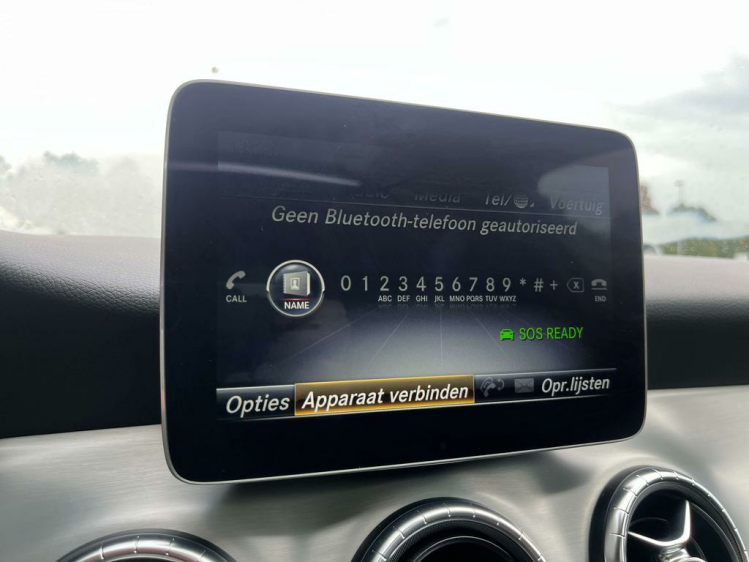 Media Tel/ Voertuig
Geen Bluetooth-telefoon geautoriseerd
CALL NAME 0 1 2 3 4 5 6 7 8 9 * # + X END
ABC DEF GHI JKL MNO PQRS TUV WXYZ
SOS READY
Opties Apparaat verbinden Opr.lijsten